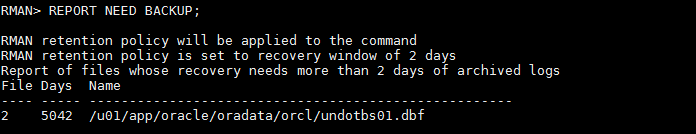 RMAN> REPORT NEED BACKUP;
RMAN retention policy will be applied to the command
RMAN retention policy is set to recovery window of 2 days
Report of files whose recovery needs more than 2 days of archived logs
File Days  Name
---- ----- -----------------------------------------------------
2    5042  /u01/app/oracle/oradata/orcl/undotbs01.dbf